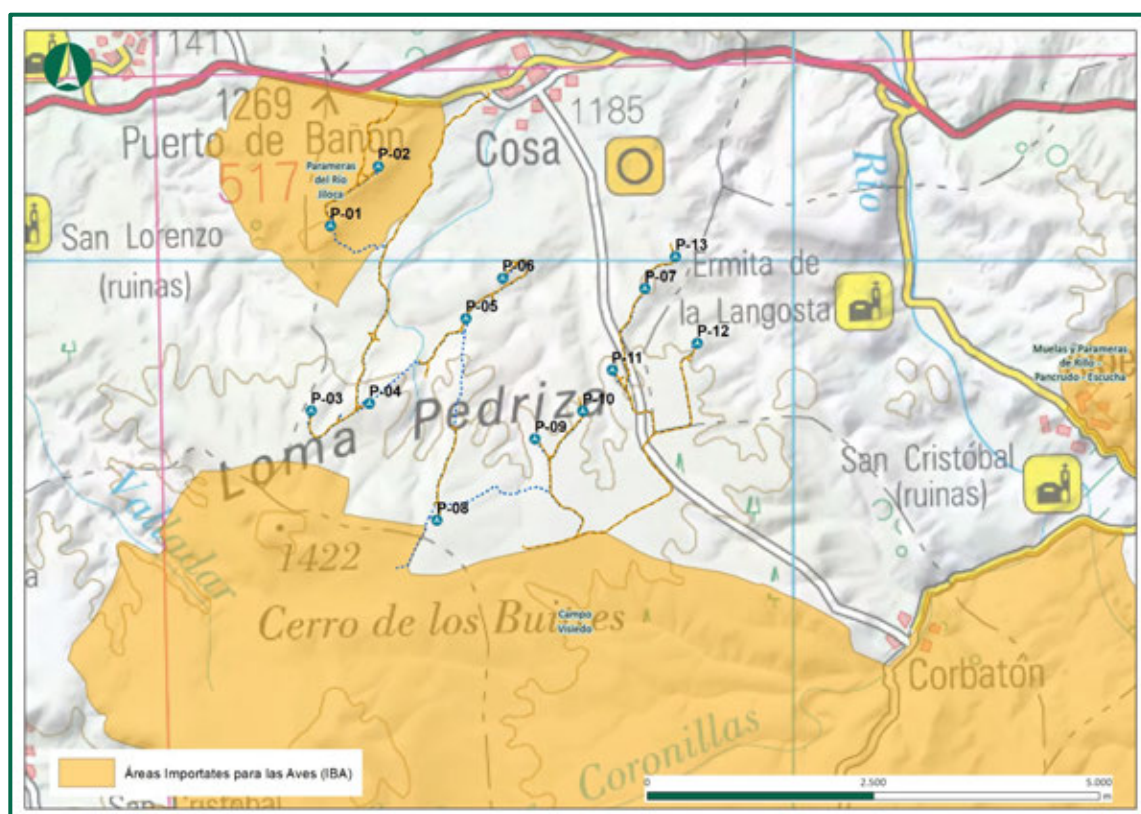 1141
1269
Puerto de Bañón
Cosa
1185
517
Parameras
del Río
Jiloca
P-02
P-01
Río
San Lorenzo
(ruinas)
P-13
P-06
P-07
Ermita de
la Langosta
P-05
P-12
Muelas y Parameras
de Rillo -
Pancrudo - Escucha
P-11
P-03
P-04
P-10
Loma Pedriza
P-09
San Cristóbal
(ruinas)
Valladar
P-08
1422
Cerro de los Buitres
Campo
Visiedo
Corbatón
Coronillas
Áreas Importates para las Aves (IBA)
San Cristóbal
0
2.500
5.000
m